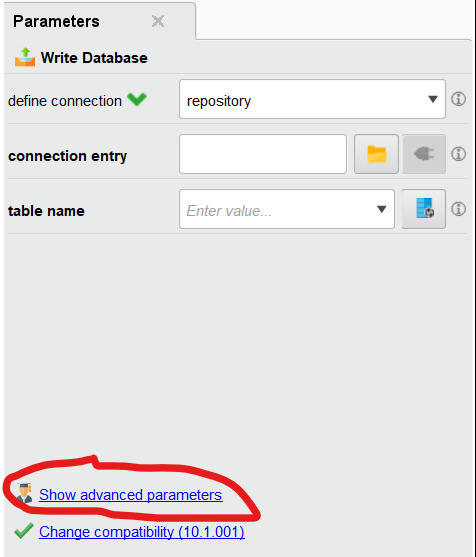 Parameters
Write Database
define connection repository
connection entry
table name Enter value...
Show advanced parameters
Change compatibility (10.1.001)